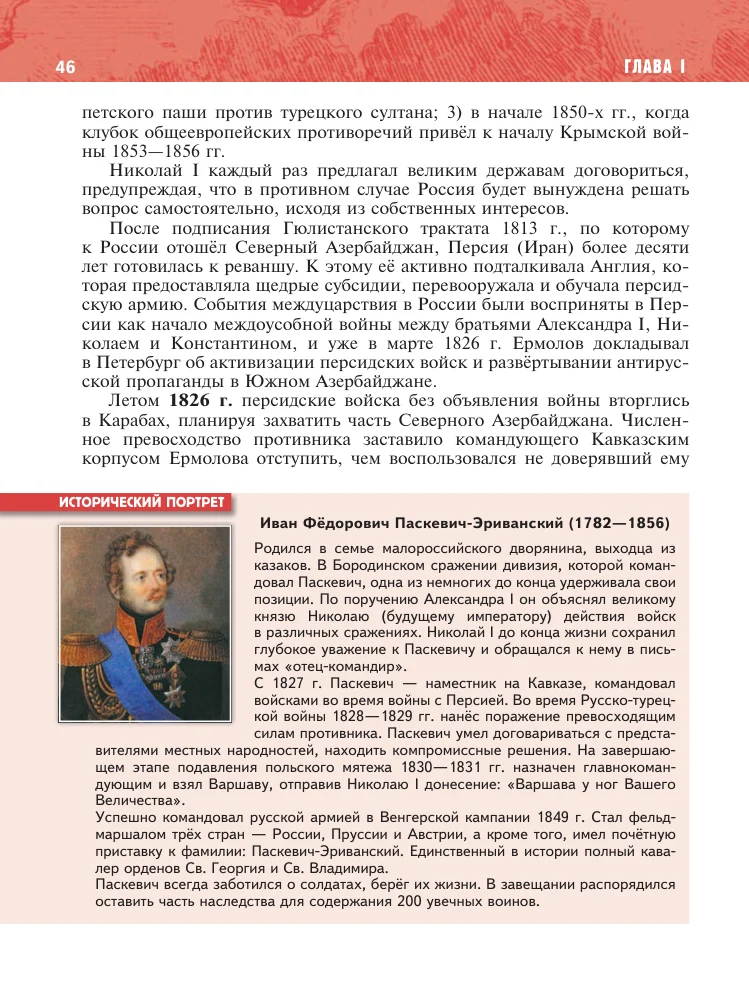 46
ГЛАВА I
петского паши против турецкого султана; 3) в начале 1850-х гг., когда
клубок общеевропейских противоречий привёл к началу Крымской вой-
ны 1853—1856 гг.
Николай I каждый раз предлагал великим державам договориться,
предупреждая, что в противном случае Россия будет вынуждена решать
вопрос самостоятельно, исходя из собственных интересов.
После подписания Гюлистанского трактата 1813 г., по которому
к России отошёл Северный Азербайджан, Персия (Иран) более десяти
лет готовилась к реваншу. К этому её активно подталкивала Англия, ко-
торая предоставляла щедрые субсидии, перевооружала и обучала персид-
скую армию. События междуцарствия в России были восприняты в Пер-
сии как начало междоусобной войны между братьями Александра I, Ни-
колаем и Константином, и уже в марте 1826 г. Ермолов докладывал
в Петербург об активизации персидских войск и развёртывании антирус-
ской пропаганды в Южном Азербайджане.
Летом 1826 г. персидские войска без объявления войны вторглись
в Карабах, планируя захватить часть Северного Азербайджана. Числен-
ное превосходство противника заставило командующего Кавказским
корпусом Ермолова отступить, чем воспользовался не доверявший ему
ИСТОРИЧЕСКИЙ ПОРТРЕТ
Иван Фёдорович Паскевич-Эриванский (1782—1856)
Родился в семье малороссийского дворянина, выходца из
казаков. В Бородинском сражении дивизия, которой коман-
довал Паскевич, одна из немногих до конца удерживала свои
позиции. По поручению Александра I он объяснял великому
князю Николаю (будущему императору) действия войск
в различных сражениях. Николай I до конца жизни сохранил
глубокое уважение к Паскевичу и обращался к нему в пись-
мах «отец-командир».
С 1827 г. Паскевич — наместник на Кавказе, командовал
войсками во время войны с Персией. Во время Русско-турец-
кой войны 1828—1829 гг. нанёс поражение превосходящим
силам противника. Паскевич умел договариваться с предста-
вителями местных народностей, находить компромиссные решения. На завершаю-
щем этапе подавления польского мятежа 1830—1831 гг. назначен главнокоман-
дующим и взял Варшаву, отправив Николаю I донесение: «Варшава у ног Вашего
Величества».
Успешно командовал русской армией в Венгерской кампании 1849 г. Стал фельд-
маршалом трёх стран — России, Пруссии и Австрии, а кроме того, имел почётную
приставку к фамилии: Паскевич-Эриванский. Единственный в истории полный кава-
лер орденов Св. Георгия и Св. Владимира.
Паскевич всегда заботился о солдатах, берёг их жизни. В завещании распорядился
оставить часть наследства для содержания 200 увечных воинов.